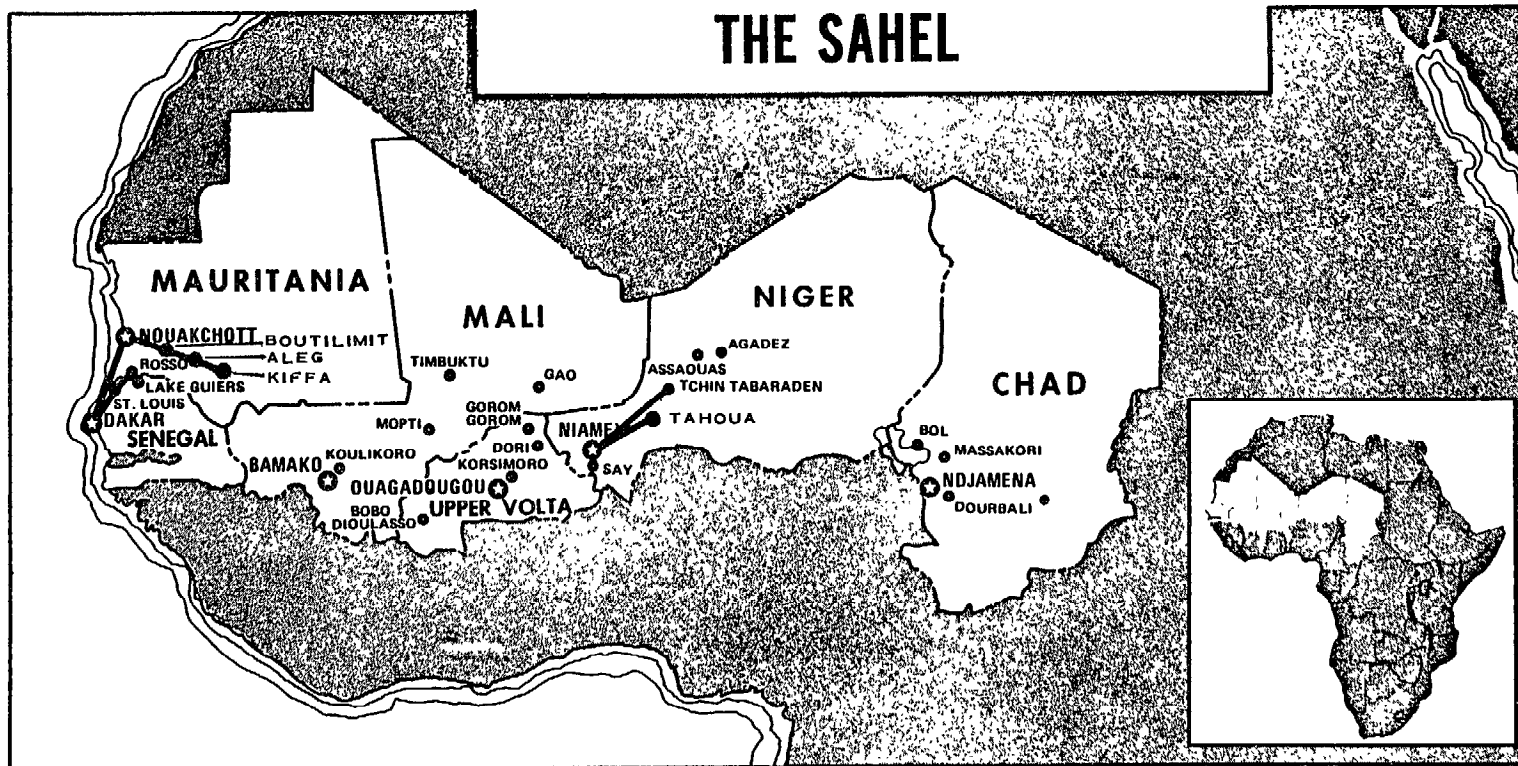 THE SAHEL
MAURITANIA
MALI
NIGER
CHAD
NOUAKCHOTT
BOUTILIMIT
ALEG
KIFFA
ROSSO
LAKE GUIERS
ST. LOUIS
DAKAR
SENEGAL
TIMBUKTU
GAO
MOPTI
GOROM
GOROM
DORI
KORSIMORO
BAMAKO
KOULIKORO
OUAGADOUGOU
UPPER VOLTA
BOBO
DIOULASSO
AGADEZ
ASSAOUAS
TCHIN TABARADEN
TAHOUA
NIAMEY
SAY
BOL
MASSAKORI
NDJAMENA
DOURBALI